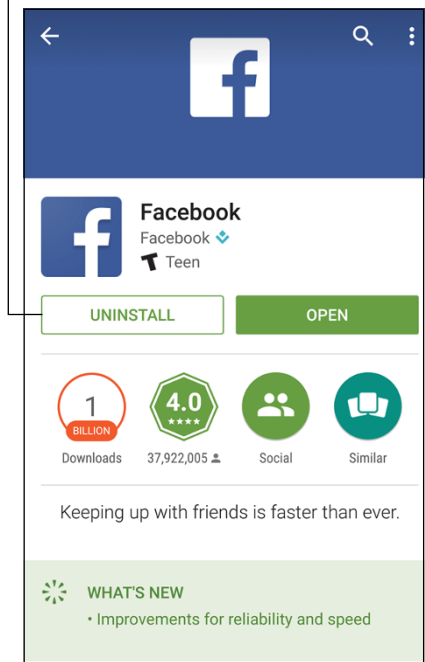 Facebook
Facebook
T Teen
UNINSTALL
OPEN
1
BILLION
Downloads
4.0
37,922,005
Social
Similar
Keeping up with friends is faster than ever.
WHAT'S NEW
• Improvements for reliability and speed